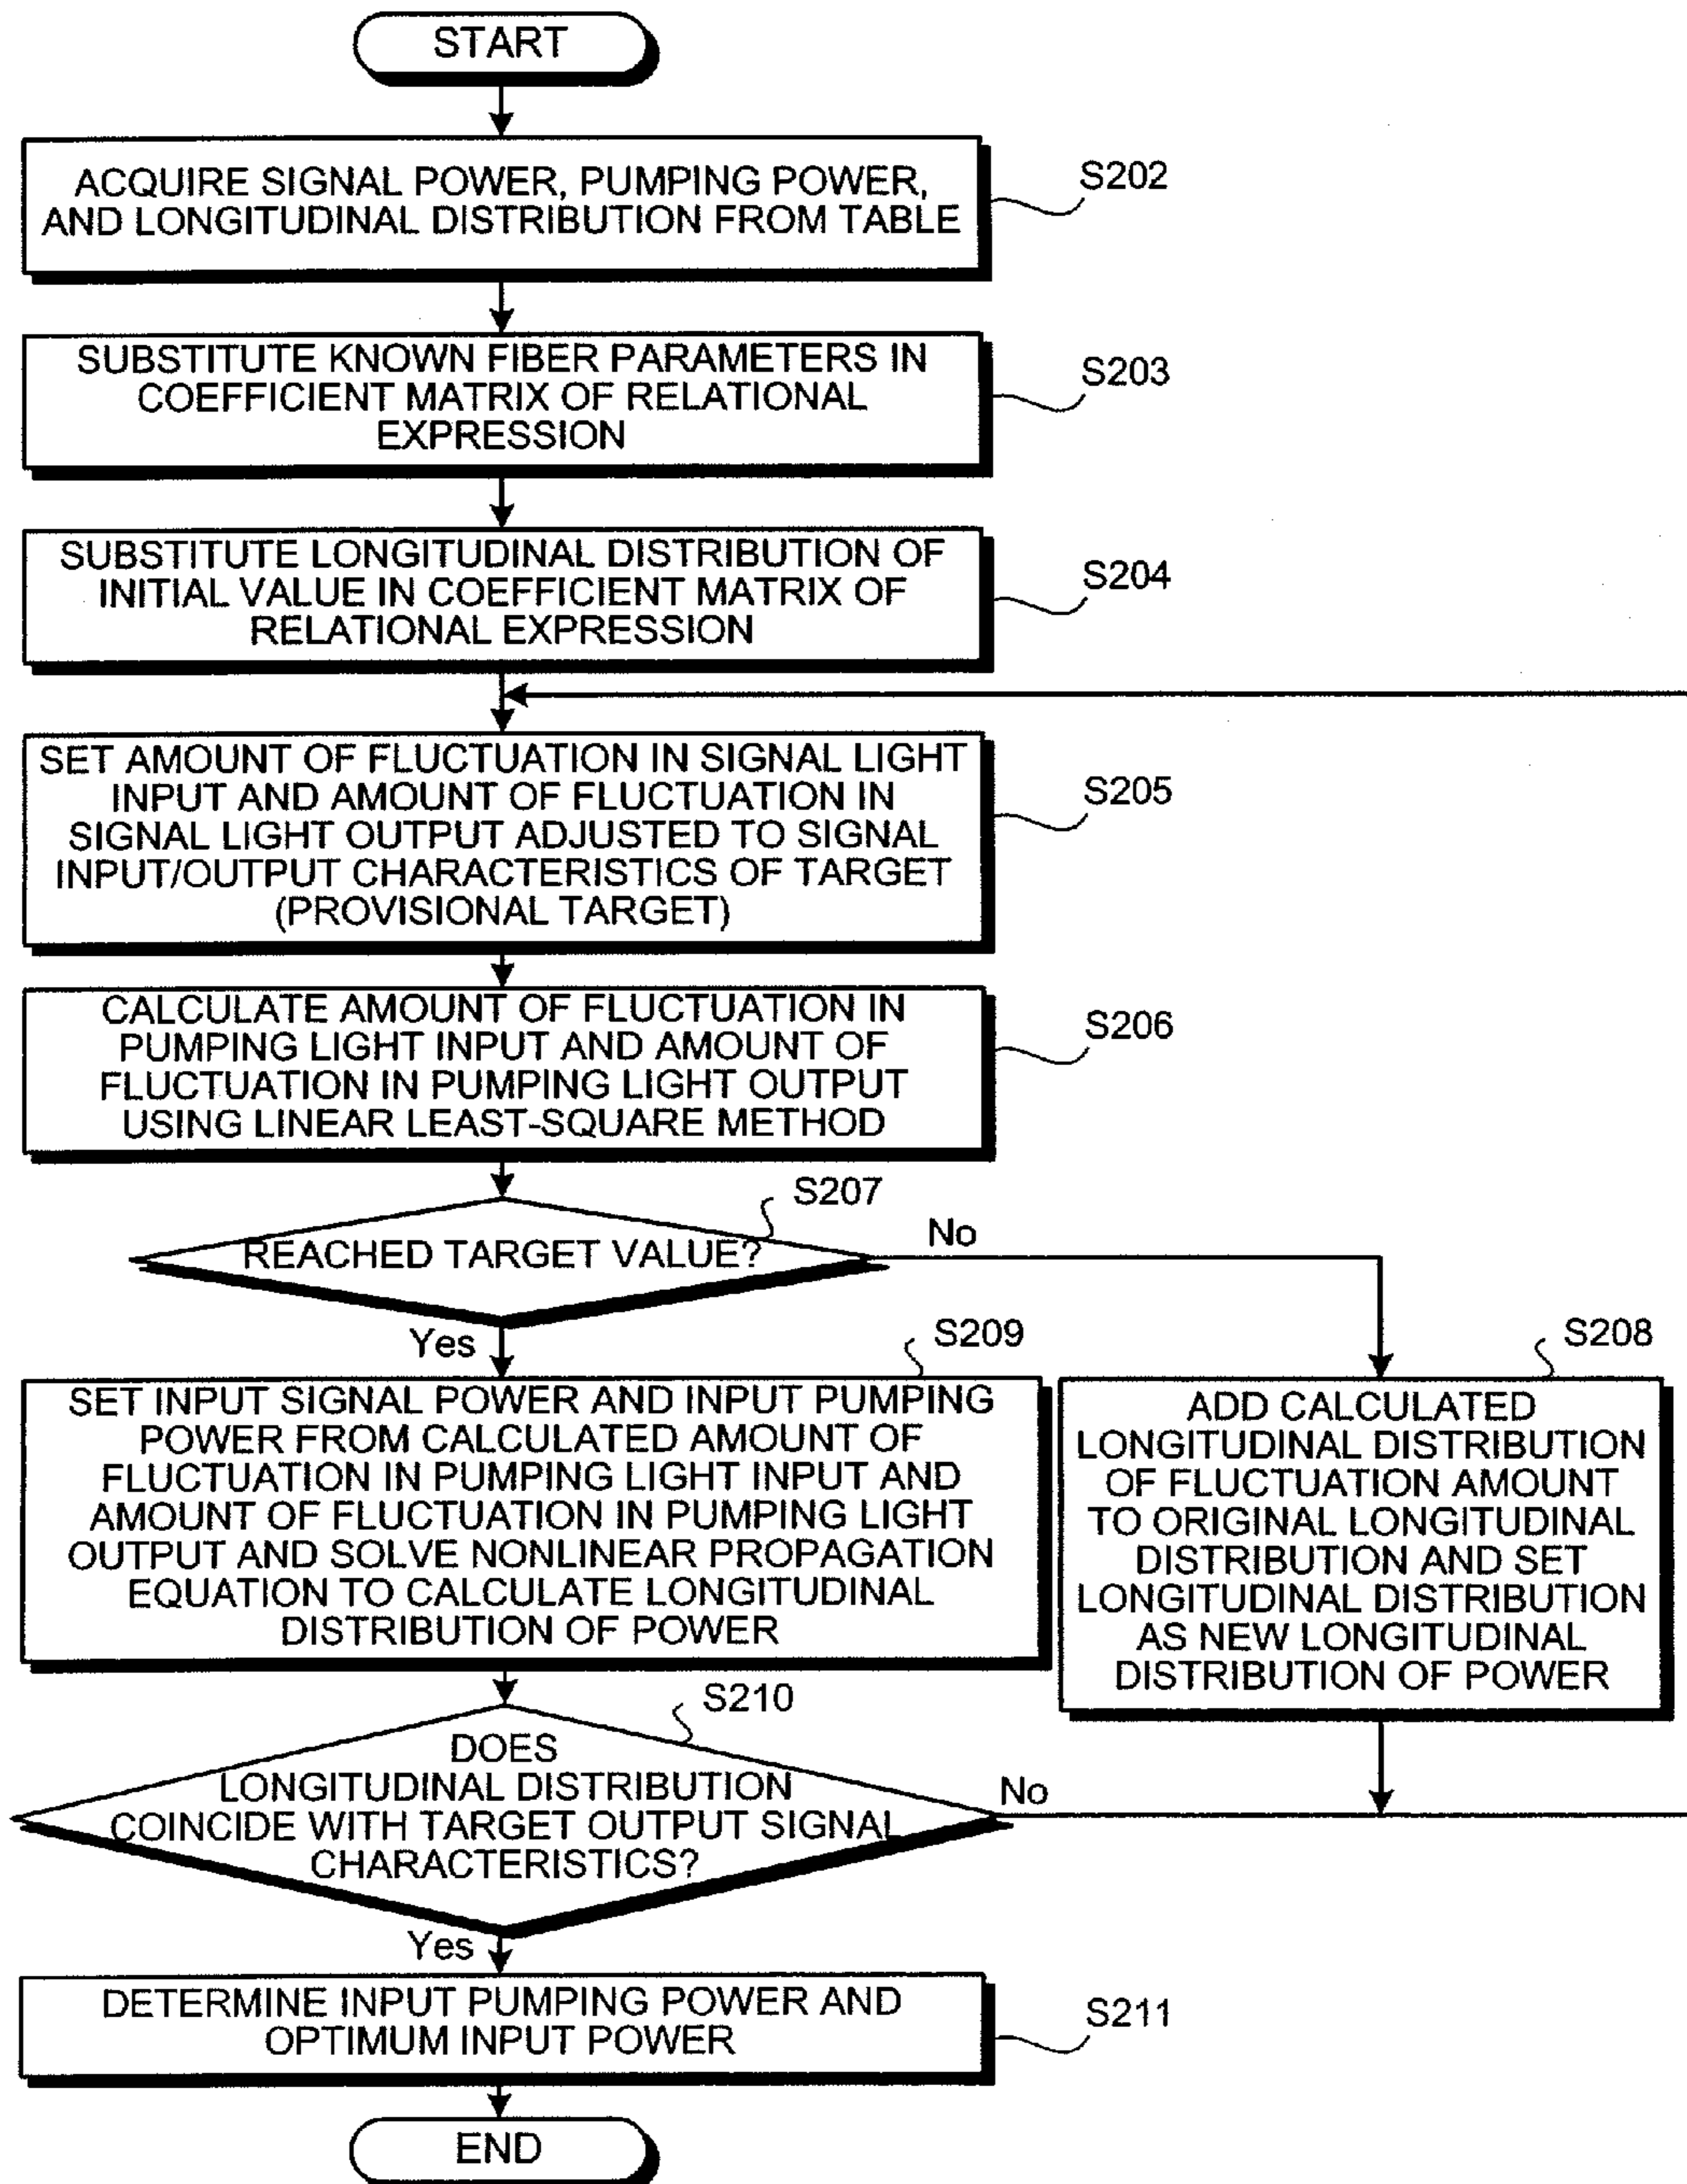 START
ACQUIRE SIGNAL POWER, PUMPING POWER,
AND LONGITUDINAL DISTRIBUTION FROM TABLE
S202
SUBSTITUTE KNOWN FIBER PARAMETERS IN
COEFFICIENT MATRIX OF RELATIONAL
EXPRESSION
S203
SUBSTITUTE LONGITUDINAL DISTRIBUTION OF
INITIAL VALUE IN COEFFICIENT MATRIX OF
RELATIONAL EXPRESSION
S204
SET AMOUNT OF FLUCTUATION IN SIGNAL LIGHT
INPUT AND AMOUNT OF FLUCTUATION IN
SIGNAL LIGHT OUTPUT ADJUSTED TO SIGNAL
INPUT/OUTPUT CHARACTERISTICS OF TARGET
(PROVISIONAL TARGET)
S205
CALCULATE AMOUNT OF FLUCTUATION IN
PUMPING LIGHT INPUT AND AMOUNT OF
FLUCTUATION IN PUMPING LIGHT OUTPUT
USING LINEAR LEAST-SQUARE METHOD
S206
S207
REACHED TARGET VALUE?
No
Yes
S209
SET INPUT SIGNAL POWER AND INPUT PUMPING
POWER FROM CALCULATED AMOUNT OF
FLUCTUATION IN PUMPING LIGHT INPUT AND
AMOUNT OF FLUCTUATION IN PUMPING LIGHT
OUTPUT AND SOLVE NONLINEAR PROPAGATION
EQUATION TO CALCULATE LONGITUDINAL
DISTRIBUTION OF POWER
S208
ADD CALCULATED
LONGITUDINAL DISTRIBUTION
OF FLUCTUATION AMOUNT
TO ORIGINAL LONGITUDINAL
DISTRIBUTION AND SET
LONGITUDINAL DISTRIBUTION
AS NEW LONGITUDINAL
DISTRIBUTION OF POWER
S210
DOES
LONGITUDINAL DISTRIBUTION
COINCIDE WITH TARGET OUTPUT SIGNAL
CHARACTERISTICS?
No
Yes
DETERMINE INPUT PUMPING POWER AND
OPTIMUM INPUT POWER
S211
END